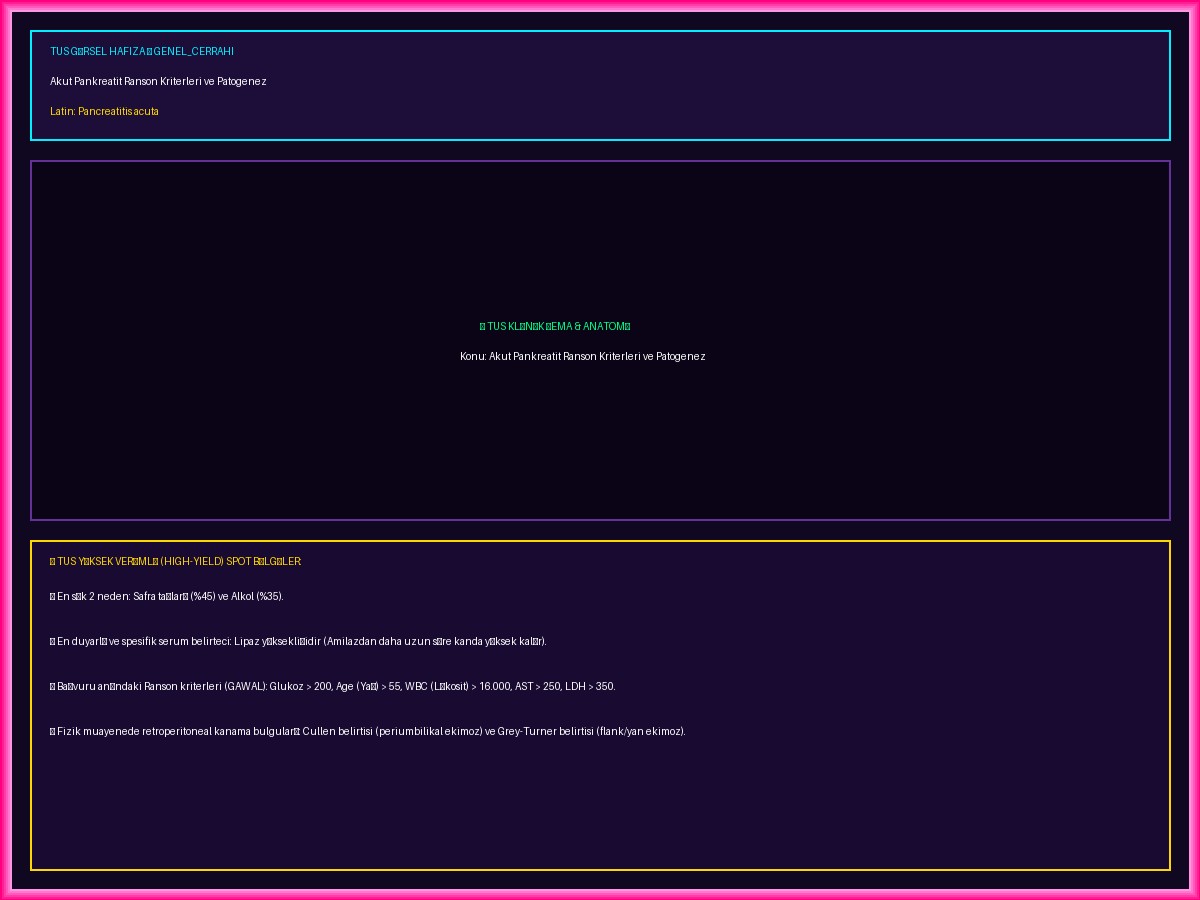 TUS G☒RSEL HAFIZA ☒ GENEL_CERRAHI
Akut Pankreatit Ranson Kriterleri ve Patogenez
Latin: Pancreatitis acuta
☒ TUS KL☒N☒K ☒EMA & ANATOM☒
Konu: Akut Pankreatit Ranson Kriterleri ve Patogenez
☒ TUS Y☒KSEK VER☒ML☒ (HIGH-YIELD) SPOT B☒LG☒LER:
☒ En s☒k 2 neden: Safra ta☒lar☒ (%45) ve Alkol (%35).
☒ En duyarl☒ ve spesifik serum belirteci: Lipaz y☒ksekli☒idir (Amilazdan daha uzun s☒re kanda y☒ksek kal☒r).
☒ Ba☒vuru an☒ndaki Ranson kriterleri (GAWAL): Glukoz > 200, Age (Ya☒) > 55, WBC (L☒kosit) > 16.000, AST > 250, LDH > 350.
☒ Fizik muayenede retroperitoneal kanama bulgular☒: Cullen belirtisi (periumbilikal ekimoz) ve Grey-Turner belirtisi (flank/yan ekimoz).